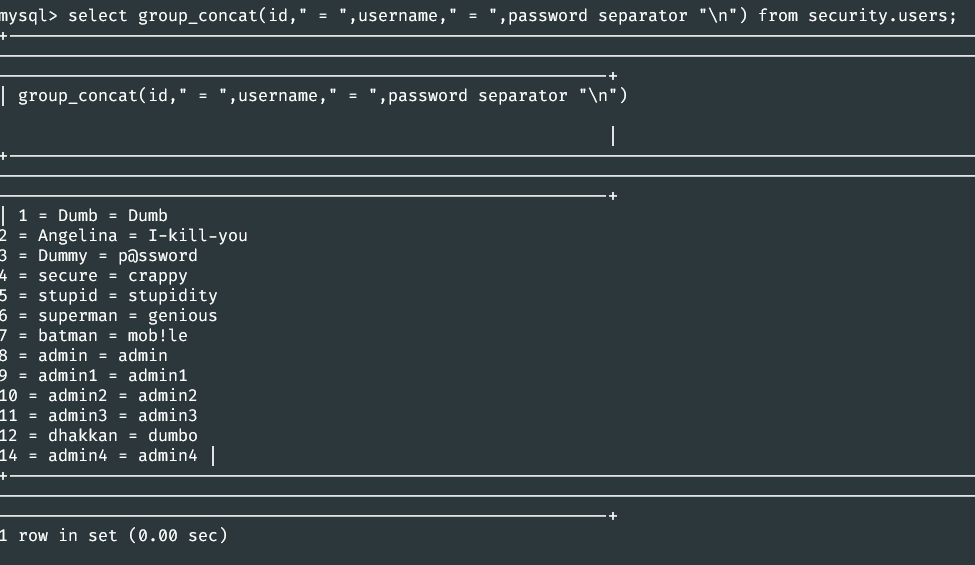 mysql> select group_concat(id," = ",username," = ",password separator "\n") from security.users;
| group_concat(id," = ",username," = ",password separator "\n")
|
| 1 = Dumb = Dumb
2 = Angelina = I-kill-you
3 = Dummy = p@ssword
4 = secure = crappy
5 = stupid = stupidity
6 = superman = genious
7 = batman = mob!le
8 = admin = admin
9 = admin1 = admin1
10 = admin2 = admin2
11 = admin3 = admin3
12 = dhakkan = dumbo
14 = admin4 = admin4 |
1 row in set (0.00 sec)